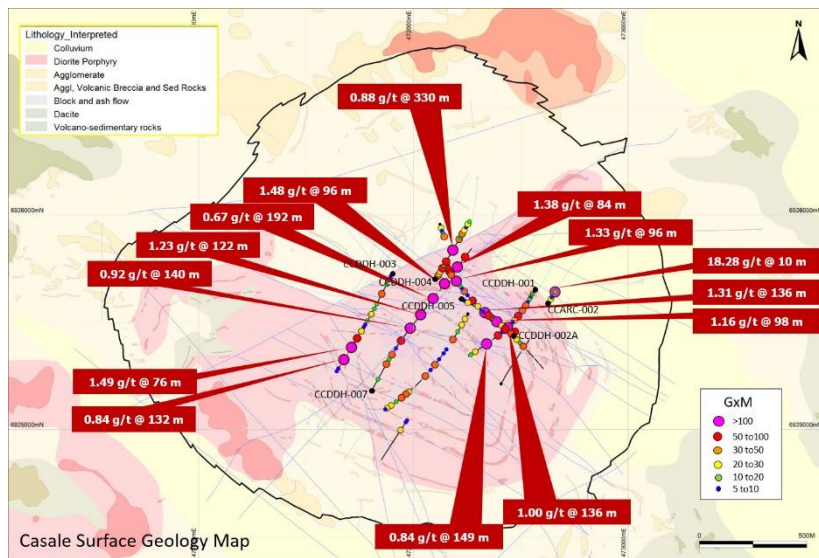 Lithology_Interpreted
Colluvium
Diorite Porphyry
Agglomerate
Aggl, Volcanic Breccia and Sed Rocks
Block and ash flow
Dacite
Volcano-sedimentary rocks
472000mE
473000mE
N
0.88 g/t @ 330 m
1.48 g/t @ 96 m
0.67 g/t @ 192 m
1.23 g/t @ 122 m
0.92 g/t @ 140 m
1.38 g/t @ 84 m
1.33 g/t @ 96 m
18.28 g/t @ 10 m
1.31 g/t @ 136 m
1.16 g/t @ 98 m
6926000mN
6926000mN
CCDDH-003
CCDDH-004
CCDDH-005
CCDDH-001
CCARC-002
CCDDH-002A
CCDDH-007
1.49 g/t @ 76 m
0.84 g/t @ 132 m
6925000mN
6925000mN
GxM
>100
50 to100
30 to50
20 to30
10 to20
5 to10
1.00 g/t @ 136 m
0.84 g/t @ 149 m
472000mE
473000mE
0
500M
Casale Surface Geology Map